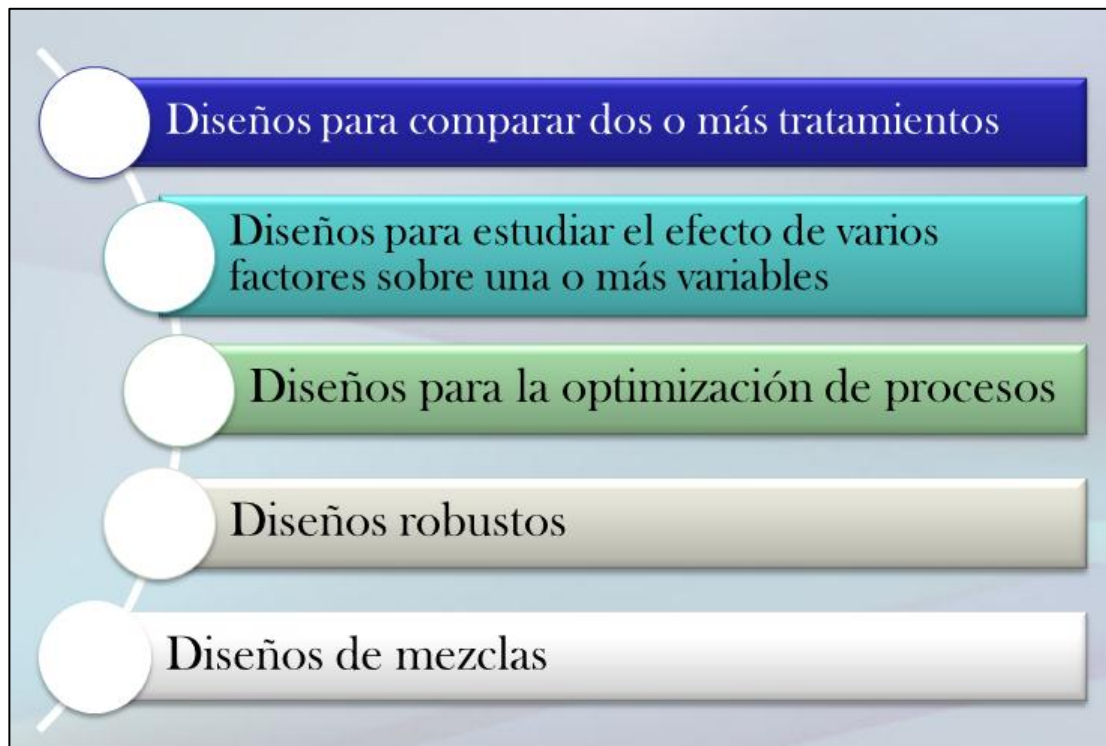 Diseños para comparar dos o más tratamientos
Diseños para estudiar el efecto de varios
factores sobre una o más variables
Diseños para la optimización de procesos
Diseños robustos
Diseños de mezclas